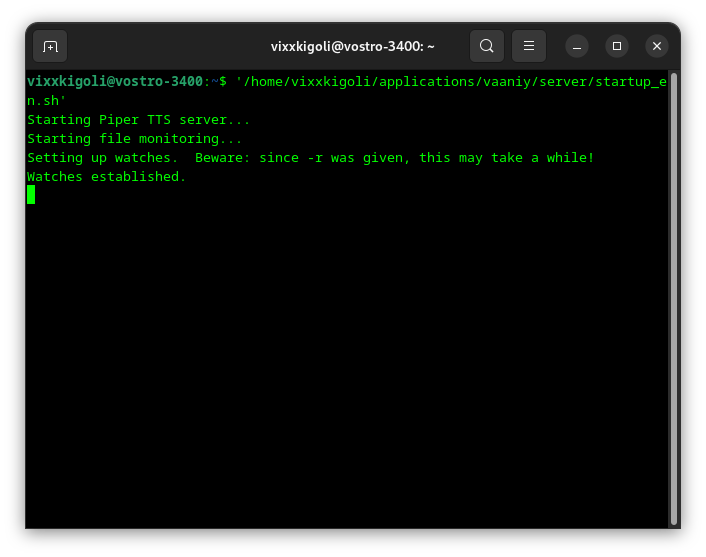 vixxkigoli@vostro-3400: ~
vixxkigoli@vostro-3400:~$ '/home/vixxkigoli/applications/vaaniy/server/startup_e
n.sh'
Starting Piper TTS server...
Starting file monitoring...
Setting up watches.  Beware: since -r was given, this may take a while!
Watches established.